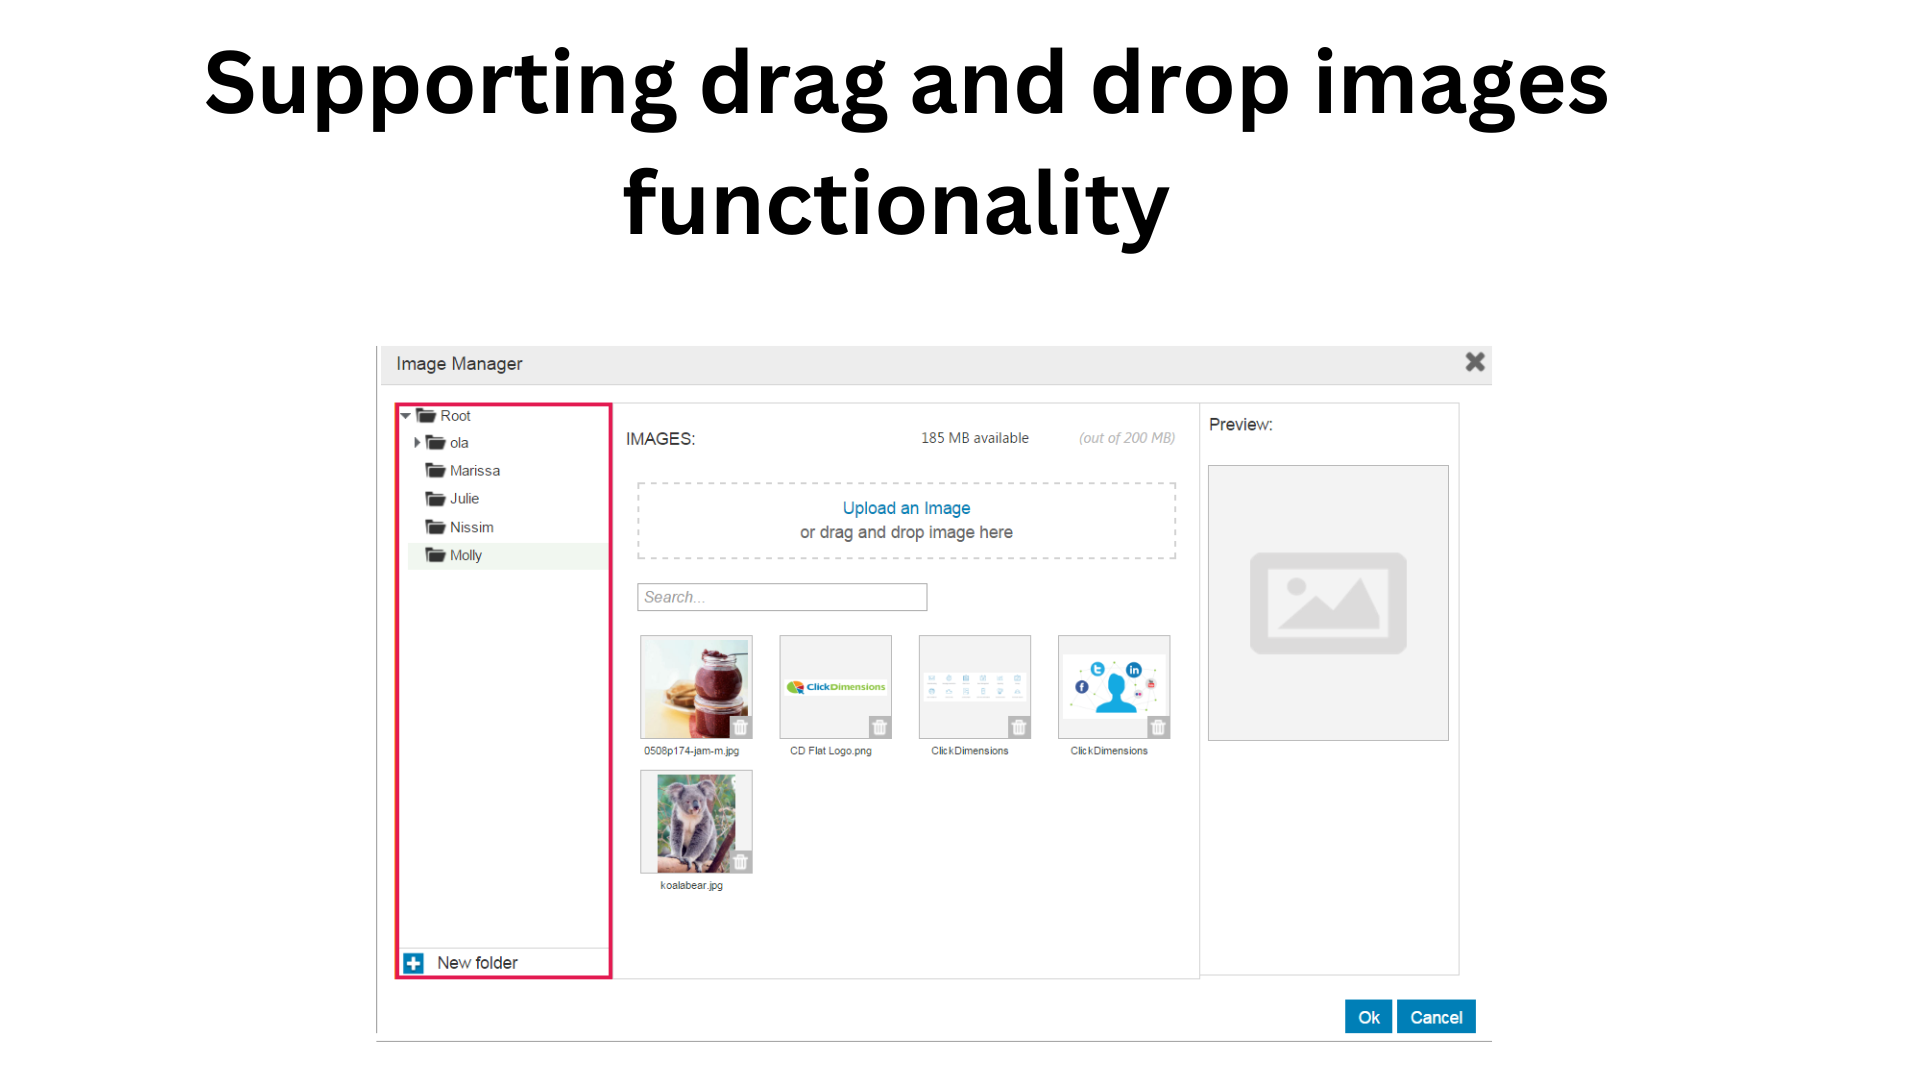 Supporting drag and drop images
functionality
Image Manager
Root
ola
Marissa
Julie
Nissim
Molly
New folder
IMAGES:
185 MB available
(out of 200 MB)
Upload an Image
or drag and drop image here
Search...
ClickDimensions
0508p174-jam-m.jpg
CD Flat Logo.png
ClickDimensions
ClickDimensions
koalabear.jpg
Preview:
Ok
Cancel